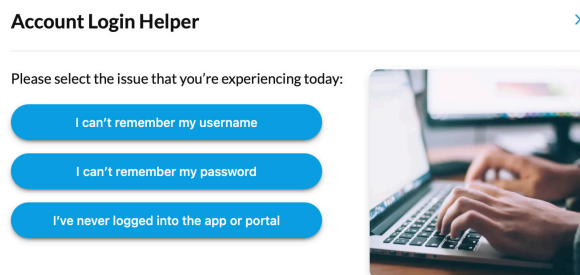 Account Login Helper
Please select the issue that you're experiencing today:
I can't remember my username
I can't remember my password
I've never logged into the app or portal